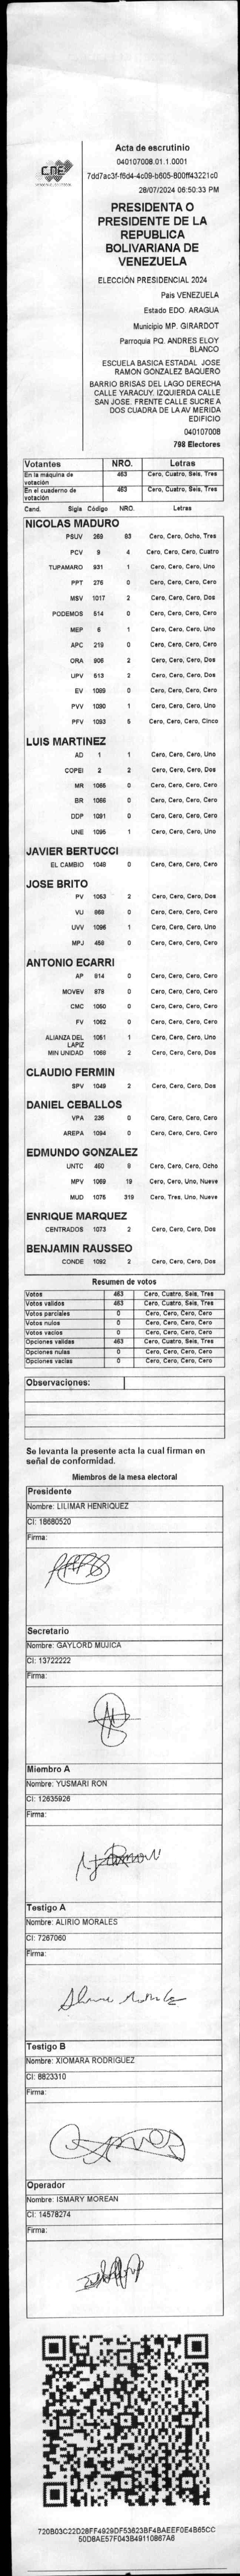 CNE
Acta de escrutinio
040107008.01.1.0001
7dd7ac3f-f6d4-4c09-b605-800ff43221c0
28/07/2024 06:50:33 PM
PRESIDENTA O
PRESIDENTE DE LA
REPUBLICA
BOLIVARIANA DE
VENEZUELA
ELECCIÓN PRESIDENCIAL 2024
Pais VENEZUELA
Estado EDO. ARAGUA
Municipio MP. GIRARDOT
Parroquia PQ. ANDRES ELOY
BLANCO
ESCUELA BASICA ESTADAL JOSE
RAMON GONZALEZ BAQUERO
BARRIO BRISAS DEL LAGO DERECHA
CALLE YARACUY. IZQUIERDA CALLE
SAN JOSE. FRENTE CALLE SUCRE A
DOS CUADRA DE LA AV MERIDA
EDIFICIO
040107008
798 Electores
Votantes NRO. Letras
En la máquina de votación 463 Cero, Cuatro, Seis, Tres
En el cuaderno de votación 463 Cero, Cuatro, Seis, Tres
Cand. Sigla Código NRO. Letras
NICOLAS MADURO
PSUV 269 83 Cero, Cero, Ocho, Tres
PCV 9 4 Cero, Cero, Cero, Cuatro
TUPAMARO 931 1 Cero, Cero, Cero, Uno
PPT 276 0 Cero, Cero, Cero, Cero
MSV 1017 2 Cero, Cero, Cero, Dos
PODEMOS 514 0 Cero, Cero, Cero, Cero
MEP 6 1 Cero, Cero, Cero, Uno
APC 219 0 Cero, Cero, Cero, Cero
ORA 906 2 Cero, Cero, Cero, Dos
UPV 613 2 Cero, Cero, Cero, Dos
EV 1089 0 Cero, Cero, Cero, Cero
PVV 1090 1 Cero, Cero, Cero, Uno
PFV 1093 5 Cero, Cero, Cero, Cinco
LUIS MARTINEZ
AD 1 1 Cero, Cero, Cero, Uno
COPEI 2 2 Cero, Cero, Cero, Dos
MR 1065 0 Cero, Cero, Cero, Cero
BR 1066 0 Cero, Cero, Cero, Cero
DDP 1091 0 Cero, Cero, Cero, Cero
UNE 1095 1 Cero, Cero, Cero, Uno
JAVIER BERTUCCI
EL CAMBIO 1048 0 Cero, Cero, Cero, Cero
JOSE BRITO
PV 1053 2 Cero, Cero, Cero, Dos
VU 868 0 Cero, Cero, Cero, Cero
UVV 1096 1 Cero, Cero, Cero, Uno
MPJ 458 0 Cero, Cero, Cero, Cero
ANTONIO ECARRI
AP 814 0 Cero, Cero, Cero, Cero
MOVEV 878 0 Cero, Cero, Cero, Cero
CMC 1050 0 Cero, Cero, Cero, Cero
FV 1062 0 Cero, Cero, Cero, Cero
ALIANZA DEL LAPIZ 1051 1 Cero, Cero, Cero, Uno
MIN UNIDAD 1068 2 Cero, Cero, Cero, Dos
CLAUDIO FERMIN
SPV 1049 2 Cero, Cero, Cero, Dos
DANIEL CEBALLOS
VPA 236 0 Cero, Cero, Cero, Cero
AREPA 1094 0 Cero, Cero, Cero, Cero
EDMUNDO GONZALEZ
UNTC 460 8 Cero, Cero, Cero, Ocho
MPV 1069 19 Cero, Cero, Uno, Nueve
MUD 1075 319 Cero, Tres, Uno, Nueve
ENRIQUE MARQUEZ
CENTRADOS 1073 2 Cero, Cero, Cero, Dos
BENJAMIN RAUSSEO
CONDE 1092 2 Cero, Cero, Cero, Dos
Resumen de votos
Votos 463 Cero, Cuatro, Seis, Tres
Votos validos 463 Cero, Cuatro, Seis, Tres
Votos parciales 0 Cero, Cero, Cero, Cero
Votos nulos 0 Cero, Cero, Cero, Cero
Votos vacios 0 Cero, Cero, Cero, Cero
Opciones validas 463 Cero, Cuatro, Seis, Tres
Opciones nulas 0 Cero, Cero, Cero, Cero
Opciones vacias 0 Cero, Cero, Cero, Cero
Observaciones:
Se levanta la presente acta la cual firman en
señal de conformidad.
Miembros de la mesa electoral
Presidente
Nombre: LILIMAR HENRIQUEZ
CI: 18680520
Firma:
Secretario
Nombre: GAYLORD MUJICA
CI: 13722222
Firma:
Miembro A
Nombre: YUSMARI RON
CI: 12635926
Firma:
Testigo A
Nombre: ALIRIO MORALES
CI: 7267060
Firma:
Testigo B
Nombre: XIOMARA RODRIGUEZ
CI: 8823310
Firma:
Operador
Nombre: ISMARY MOREAN
CI: 14578274
Firma:
720B03C22D28FF4929DF53623BF4BAEEF0E4B65CC
50D8AE57F043B49110867A6